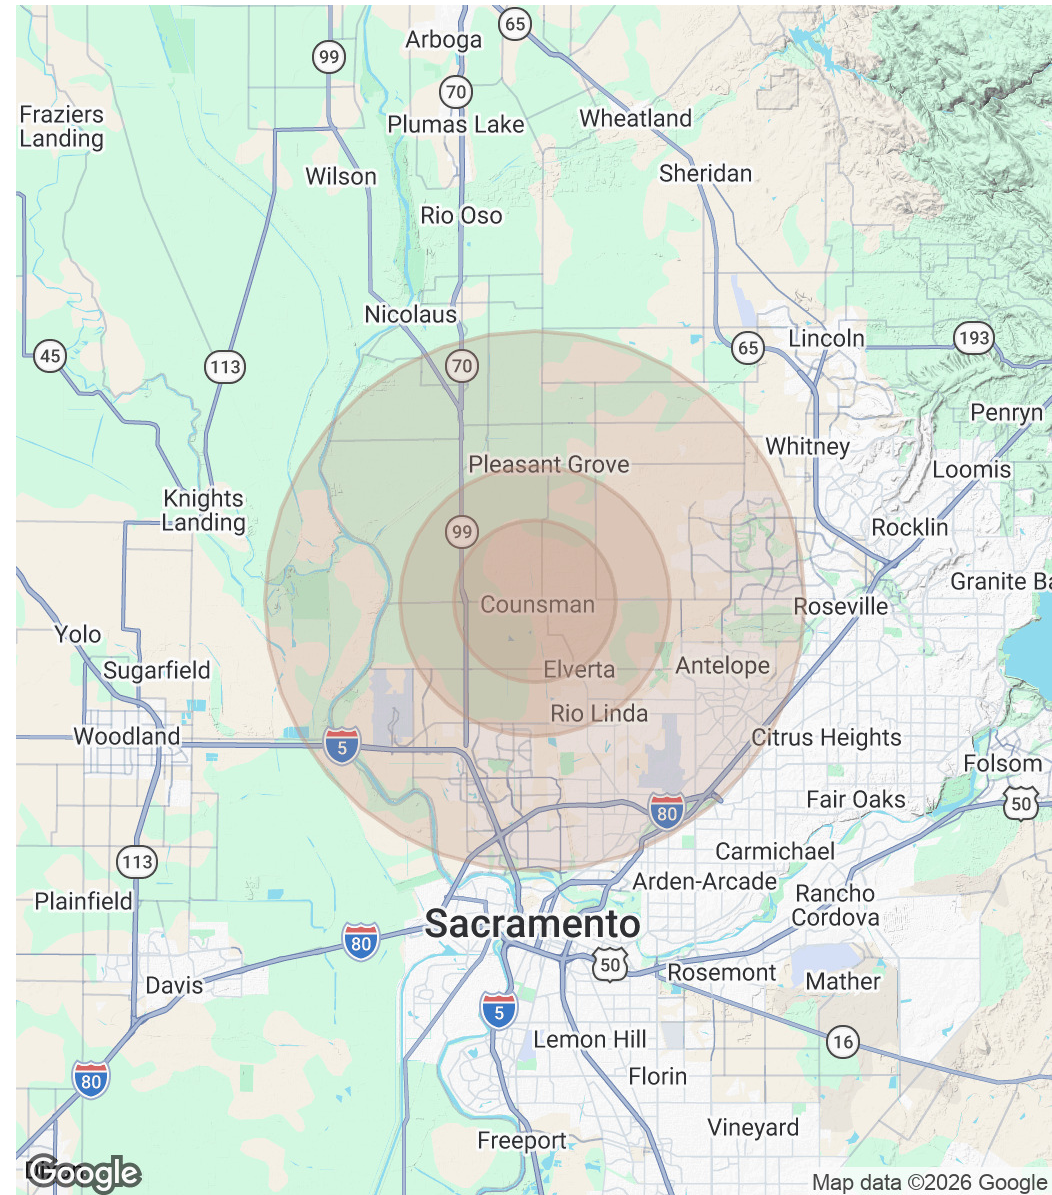 65
Arboga
99
70
Fraziers
Landing
Plumas Lake
Wheatland
Wilson
Sheridan
Rio Oso
Nicolaus
Lincoln
193
45
113
70
65
Penryn
Whitney
Pleasant Grove
Loomis
Knights
Landing
99
Rocklin
Granite Ba
Counsman
Roseville
Yolo
Sugarfield
Elverta
Antelope
Rio Linda
Woodland
5
Citrus Heights
Folsom
80
Fair Oaks
50
113
Carmichael
Arden-Arcade
Plainfield
Rancho
Cordova
Sacramento
80
50
Rosemont
Davis
Mather
5
Lemon Hill
16
80
Florin
Vineyard
Freeport
Google
Map data ©2026 Google